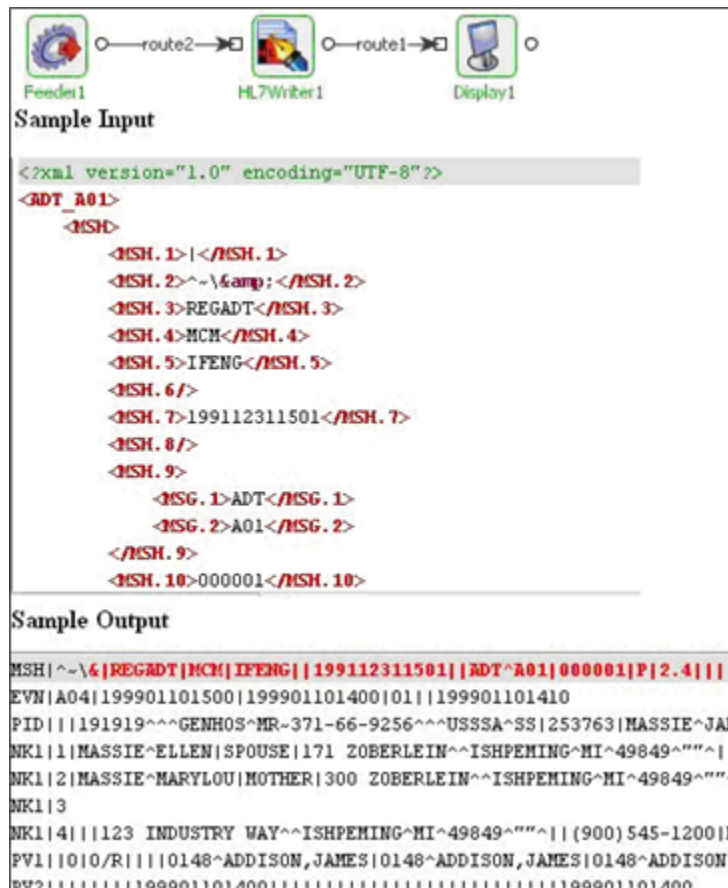 route2 route1
Feeder1 HL7Writer1 Display1
Sample Input
<?xml version="1.0" encoding="UTF-8"?>
<ADT_A01>
<MSH>
<MSH.1>|</MSH.1>
<MSH.2>^~\&amp;</MSH.2>
<MSH.3>REGADT</MSH.3>
<MSH.4>MCM</MSH.4>
<MSH.5>IFENG</MSH.5>
<MSH.6/>
<MSH.7>199112311501</MSH.7>
<MSH.8/>
<MSH.9>
<MSG.1>ADT</MSG.1>
<MSG.2>A01</MSG.2>
</MSH.9>
<MSH.10>000001</MSH.10>
Sample Output
MSH|^~\&|REGADT|MCM|IFENG||199112311501||ADT^A01|000001|P|2.4|||
EVN|A04|199901101500|199901101400|01||199901101410
PID|||191919^^^GENHOS^MR~371-66-9256^^^USSSA^SS|253763|MASSIE^JA
NK1|1|MASSIE^ELLEN|SPOUSE|171 ZOBERLEIN^^ISHPEMING^MI^49849^""^|
NK1|2|MASSIE^MARYLOU|MOTHER|300 ZOBERLEIN^^ISHPEMING^MI^49849^""^
NK1|3
NK1|4|||123 INDUSTRY WAY^^ISHPEMING^MI^49849^""^||(900)545-1200|
PV1||0|0/R||||0148^ADDISON,JAMES|0148^ADDISON,JAMES|0148^ADDISON
PV2||||||||199901101400||||||||||||||||||||||||||199901101400